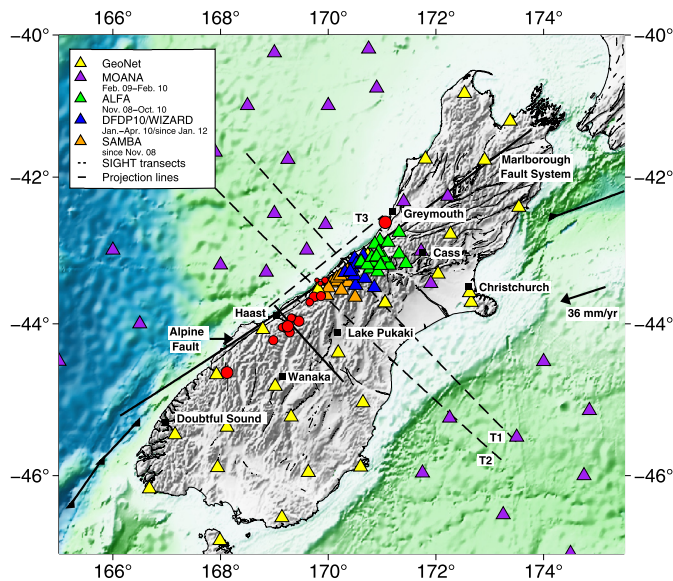 166° 168° 170° 172° 174°
−40° −40°
GeoNet
MOANA
Feb. 09−Feb. 10
ALFA
Nov. 08−Oct. 10
DFDP10/WIZARD
Jan.−Apr. 10/since Jan. 12
SAMBA
since Nov. 08
SIGHT transects
Projection lines
Marlborough
Fault System
−42° −42°
T3
Greymouth
Cass
Christchurch
36 mm/yr
Haast
Alpine
Fault
Lake Pukaki
−44° −44°
Wanaka
Doubtful Sound
T1
T2
−46° −46°
166° 168° 170° 172° 174°